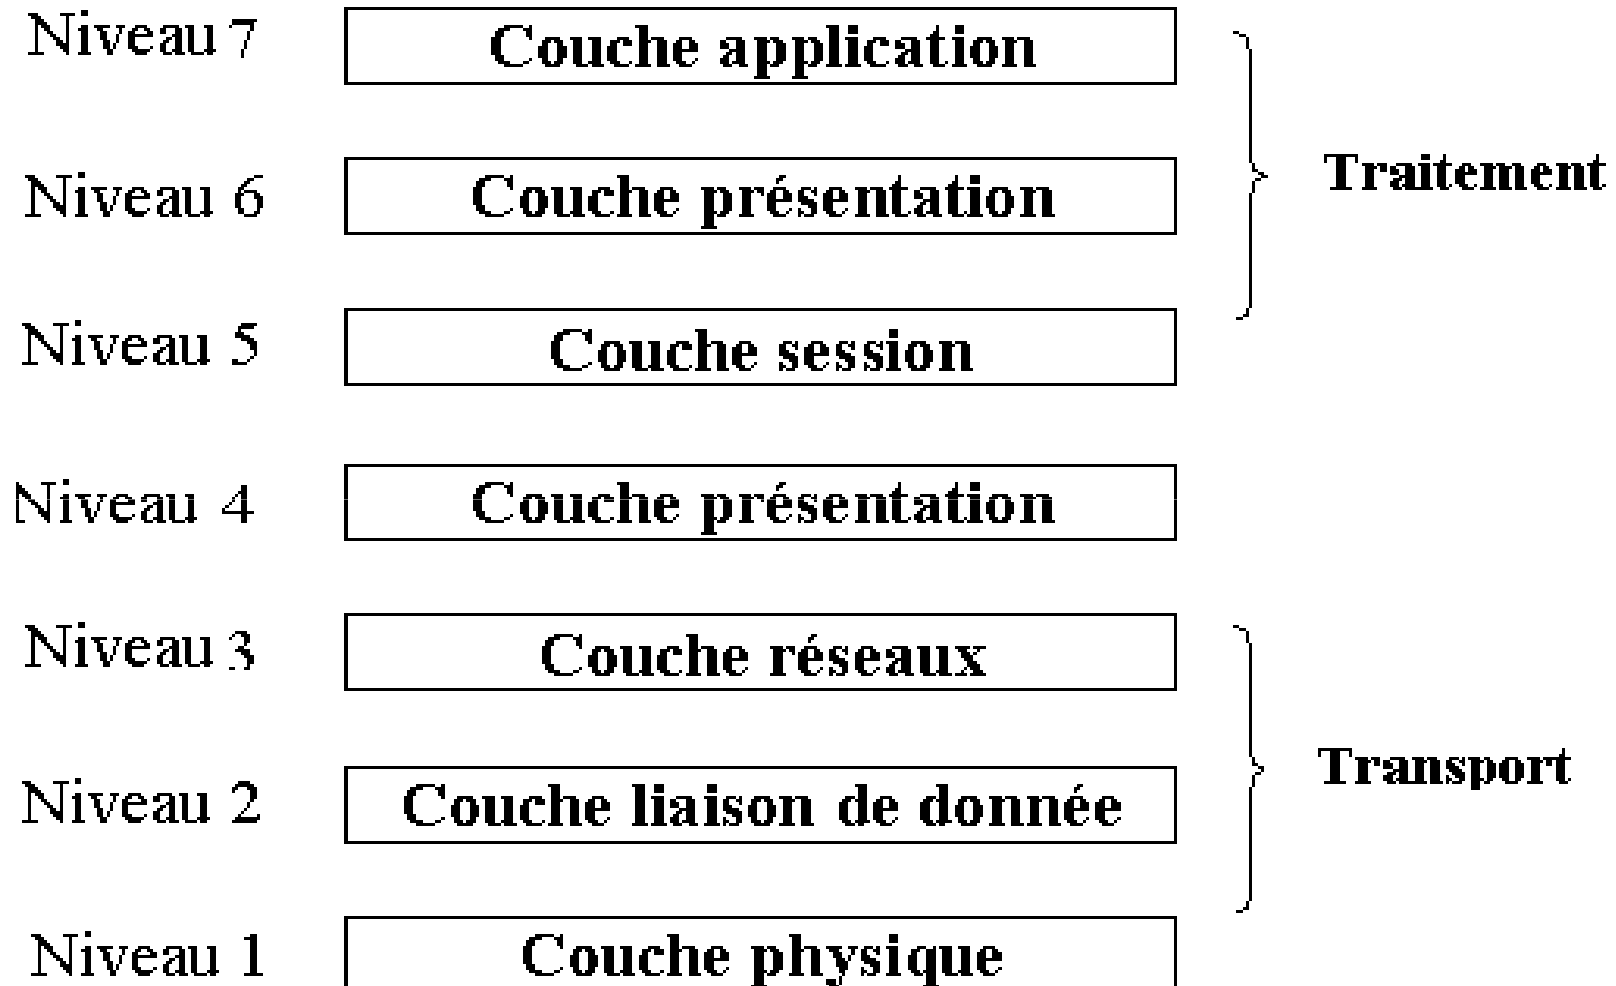 Niveau 7 Couche application
Traitement
Niveau 6 Couche présentation
Niveau 5 Couche session
Niveau 4 Couche présentation
Niveau 3 Couche réseaux
Transport
Niveau 2 Couche liaison de donnée
Niveau 1 Couche physique